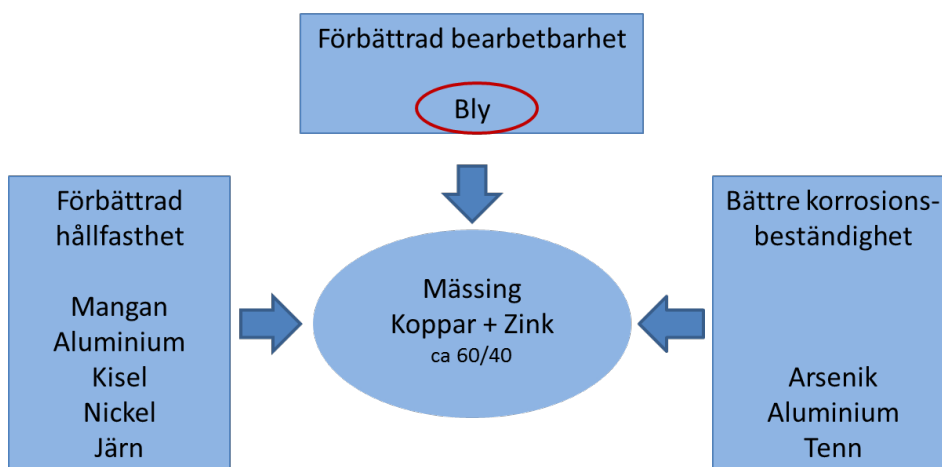 Förbättrad bearbetbarhet
Bly
Förbättrad
hållfasthet
Mangan
Aluminium
Kisel
Nickel
Järn
Mässing
Koppar + Zink
ca 60/40
Bättre korrosions-
beständighet
Arsenik
Aluminium
Tenn